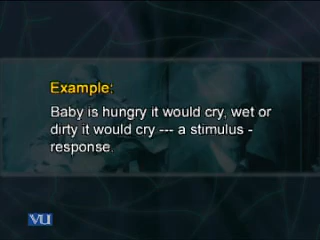 Example:
Baby is hungry it would cry, wet or
dirty it would cry --- a stimulus -
response.
VU